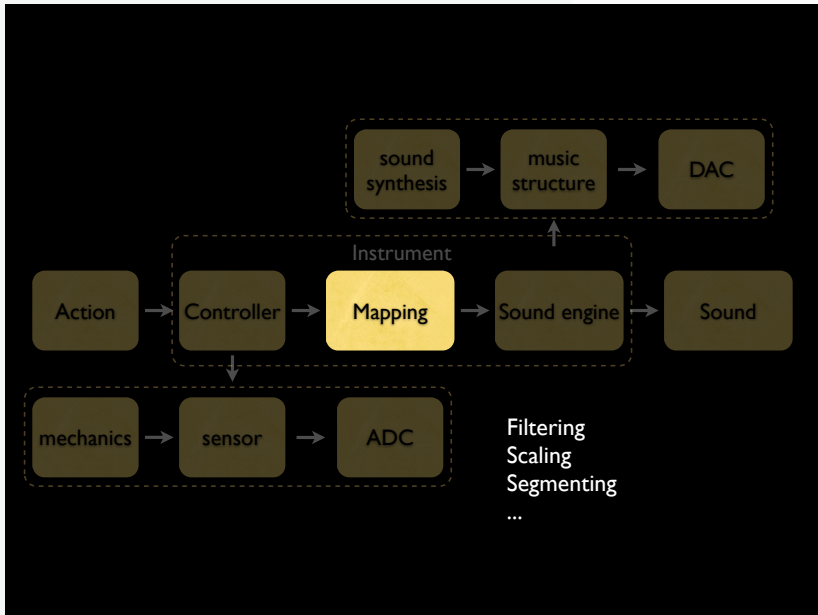 sound
synthesis
music
structure
DAC
Instrument
Action
Controller
Mapping
Sound engine
Sound
mechanics
sensor
ADC
Filtering
Scaling
Segmenting
...